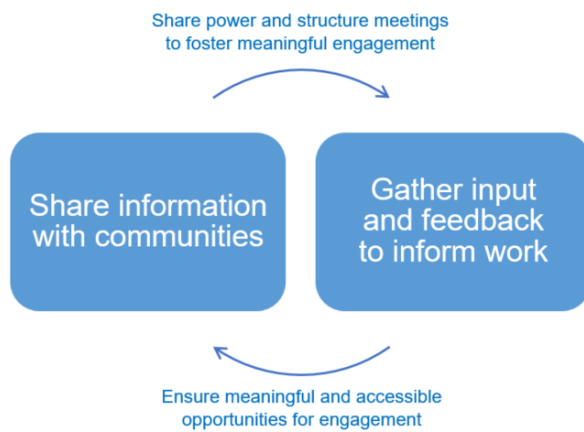 Share power and structure meetings
to foster meaningful engagement
Share information
with communities
Gather input
and feedback
to inform work
Ensure meaningful and accessible
opportunities for engagement